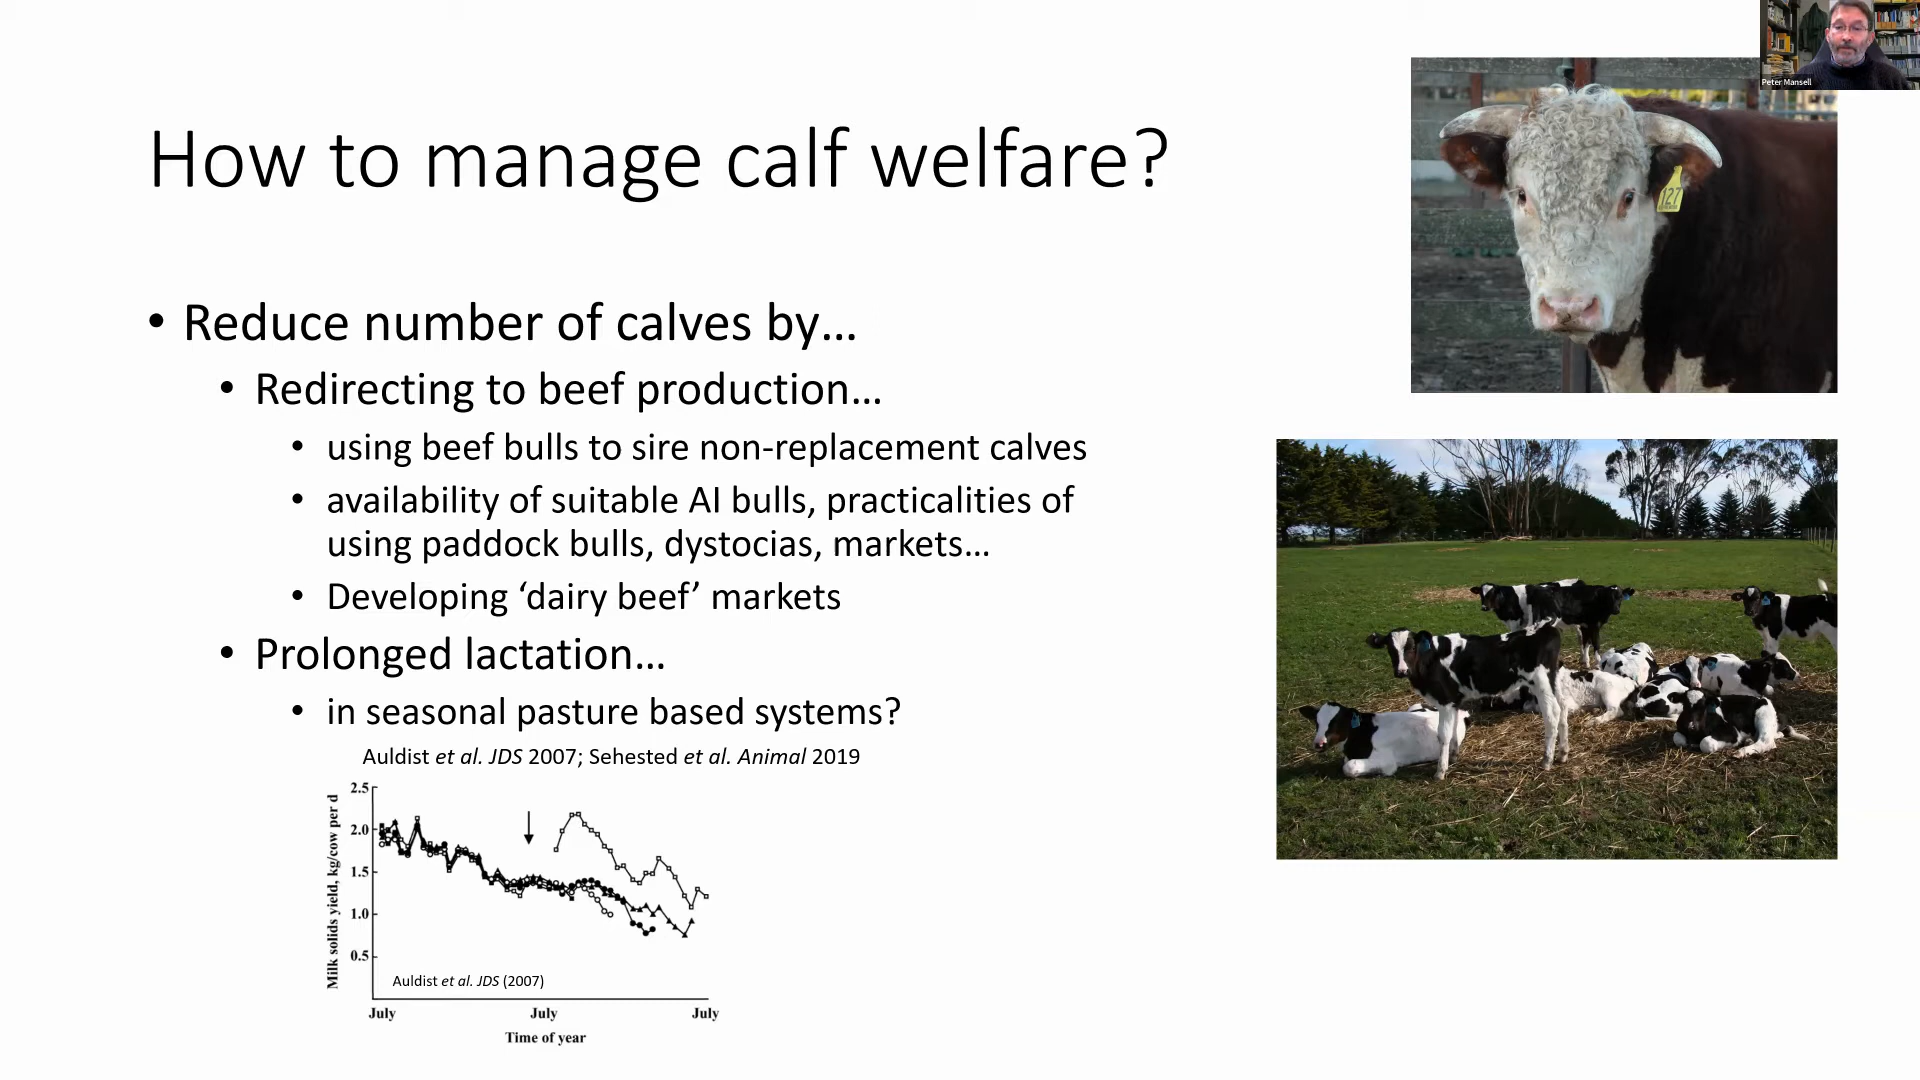 Peter Mansell
127
How to manage calf welfare?
• Reduce number of calves by…
• Redirecting to beef production…
• using beef bulls to sire non-replacement calves
• availability of suitable AI bulls, practicalities of
using paddock bulls, dystocias, markets…
• Developing ‘dairy beef’ markets
• Prolonged lactation…
• in seasonal pasture based systems?
Auldist et al. JDS 2007; Sehested et al. Animal 2019
Milk solids yield, kg/cow per d
2.5
2.0
1.5
1.0
0.5
Auldist et al. JDS (2007)
July July July
Time of year